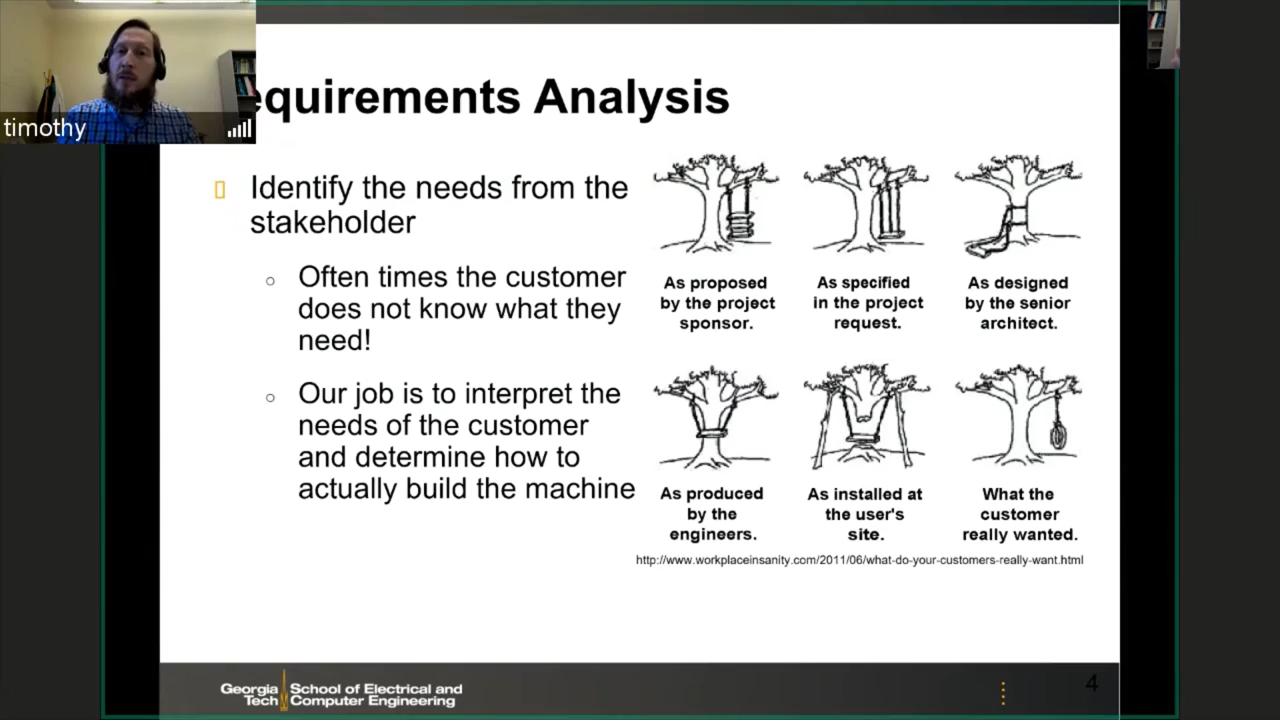 timothy
equirements Analysis
Identify the needs from the
stakeholder
Often times the customer
does not know what they
need!
Our job is to interpret the
needs of the customer
and determine how to
actually build the machine
As proposed
by the project
sponsor.
As specified
in the project
request.
As designed
by the senior
architect.
As produced
by the
engineers.
As installed at
the user's
site.
What the
customer
really wanted.
http://www.workplaceinsanity.com/2011/06/what-do-your-customers-really-want.html
Georgia
Tech
School of Electrical and
Computer Engineering
4